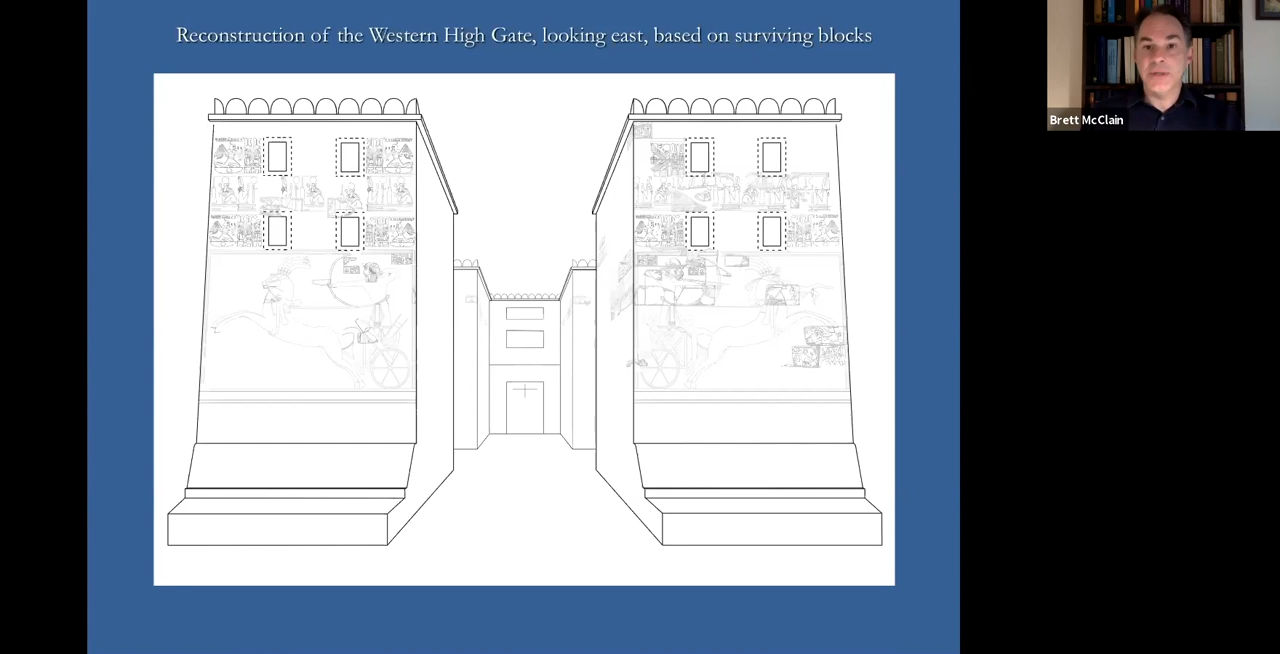 Reconstruction of the Western High Gate, looking east, based on surviving blocks
Brett McClain